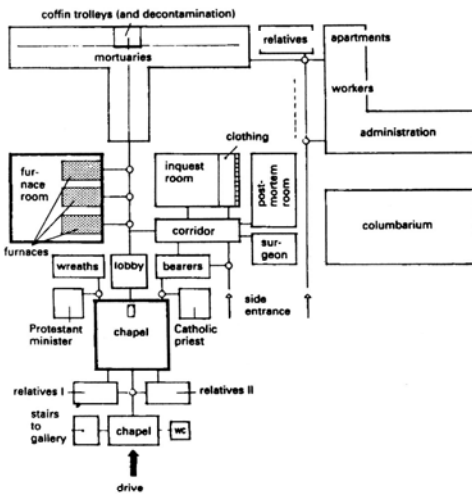 coffin trolleys (and decontamination)
mortuaries
relatives
apartments
workers
administration
clothing
inquest
room
post-
mortem
room
fur-
nace
room
furnaces
corridor
sur-
geon
columbarium
wreaths
lobby
bearers
side
entrance
Protestant
minister
chapel
Catholic
priest
relatives I
relatives II
stairs
to
gallery
chapel
wc
drive